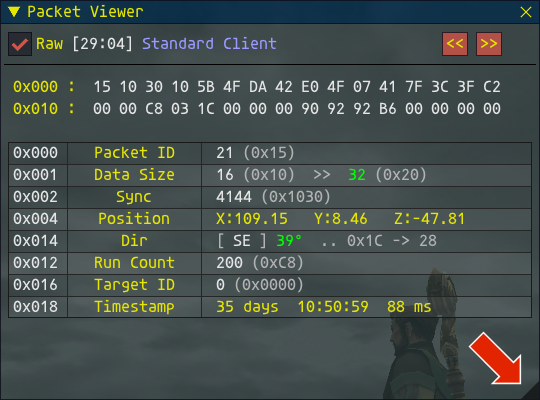 Packet Viewer
Raw [29:04] Standard Client << >>
0x000 : 15 10 30 10 5B 4F DA 42 E0 4F 07 41 7F 3C 3F C2
0x010 : 00 00 C8 03 1C 00 00 00 90 92 92 B6 00 00 00 00
0x000 Packet ID 21 (0x15)
0x001 Data Size 16 (0x10) >> 32 (0x20)
0x002 Sync 4144 (0x1030)
0x004 Position X:109.15 Y:8.46 Z:-47.81
0x014 Dir [ SE ] 39° .. 0x1C -> 28
0x012 Run Count 200 (0xC8)
0x016 Target ID 0 (0x0000)
0x018 Timestamp 35 days 10:50:59 88 ms